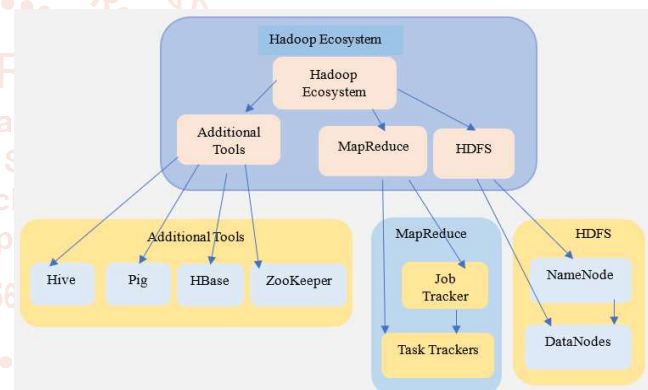 Hadoop Ecosystem
Hadoop
Ecosystem
Additional
Tools
MapReduce
HDFS
Additional Tools
Hive
Pig
HBase
ZooKeeper
MapReduce
Job
Tracker
Task Trackers
HDFS
NameNode
DataNodes